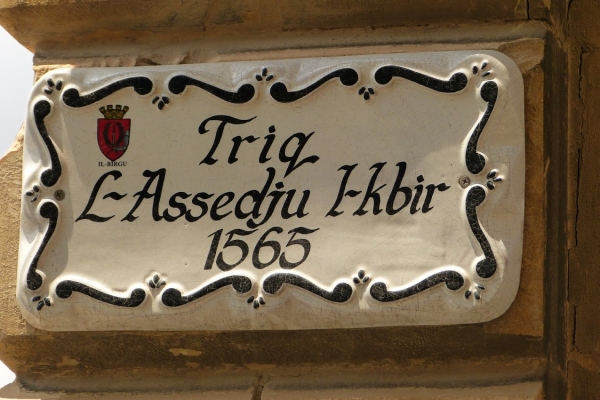 IL-BIRGU
Triq
L-Assedju l-kbir
1565